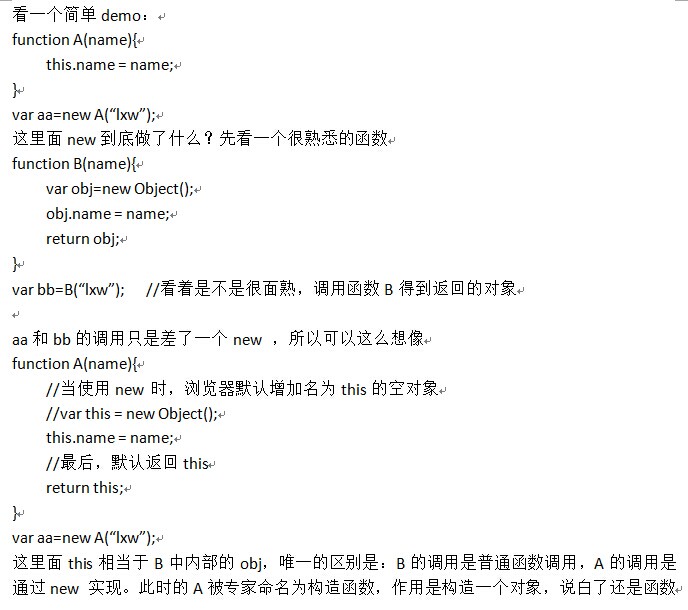 看一个简单 demo：
function A(name){
this.name = name;
}
var aa=new A(“lxw”);
这里面 new 到底做了什么？先看一个很熟悉的函数
function B(name){
var obj=new Object();
obj.name = name;
return obj;
}
var bb=B(“lxw”); //看着是不是很面熟，调用函数 B 得到返回的对象
aa 和 bb 的调用只是差了一个 new ，所以可以这么想像
function A(name){
//当使用 new 时，浏览器默认增加名为 this 的空对象
//var this = new Object();
this.name = name;
//最后，默认返回 this
return this;
}
var aa=new A(“lxw”);
这里面 this 相当于 B 中内部的 obj，唯一的区别是：B 的调用是普通函数调用，A 的调用是
通过 new 实现。此时的 A 被专家命名为构造函数，作用是构造一个对象，说白了还是函数